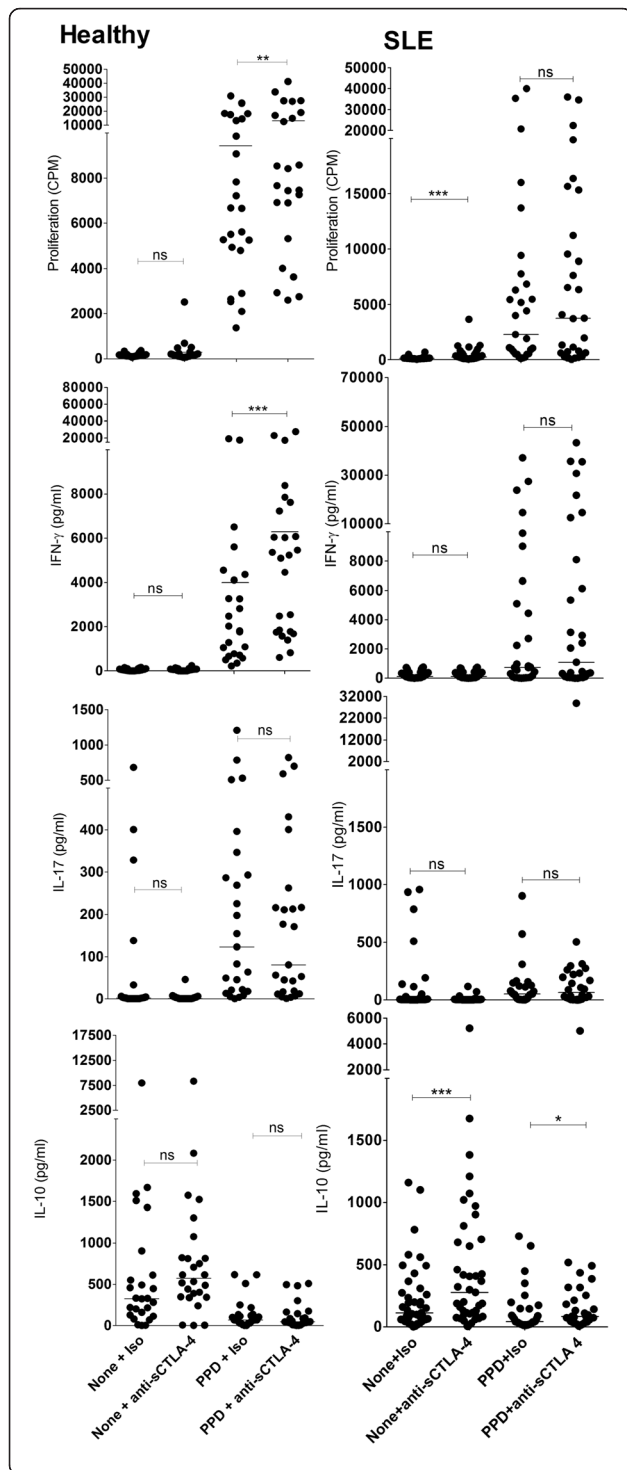 Healthy
SLE
Proliferation (CPM)
50000
40000
30000
20000
10000
8000
6000
4000
2000
0
ns
**
Proliferation (CPM)
50000
40000
30000
20000
15000
10000
5000
0
***
ns
IFN-γ (pg/ml)
80000
60000
40000
20000
8000
6000
4000
2000
0
ns
***
IFN-γ (pg/ml)
70000
50000
30000
10000
8000
6000
4000
2000
0
ns
ns
IL-17 (pg/ml)
1500
1000
500
400
300
200
100
0
ns
ns
IL-17 (pg/ml)
32000
22000
12000
2000
1500
1000
500
0
ns
ns
IL-10 (pg/ml)
17500
12500
7500
2500
2000
1500
1000
500
0
ns
ns
None + Iso
None + anti-sCTLA-4
PPD + Iso
PPD + anti-sCTLA-4
IL-10 (pg/ml)
6000
4000
2000
1500
1000
500
0
***
*
None+Iso
None+anti-sCTLA-4
PPD+Iso
PPD+anti-sCTLA 4